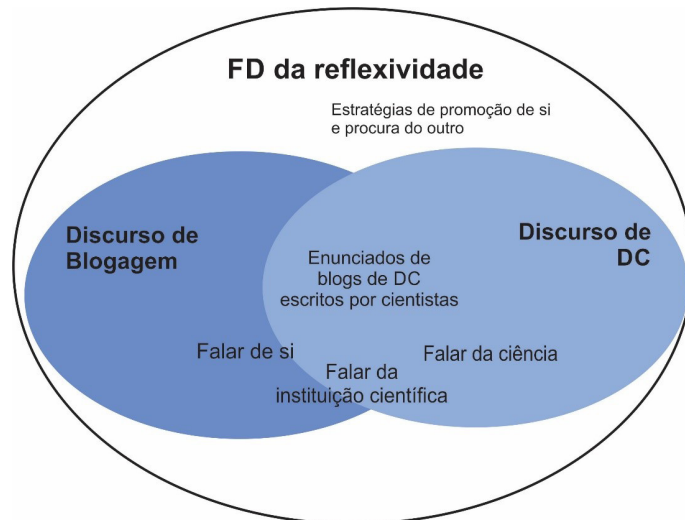 FD da reflexividade
Estratégias de promoção de si
e procura do outro
Discurso de
Blogagem
Discurso de
DC
Enunciados de
blogs de DC
escritos por cientistas
Falar de si
Falar da ciência
Falar da
instituição científica